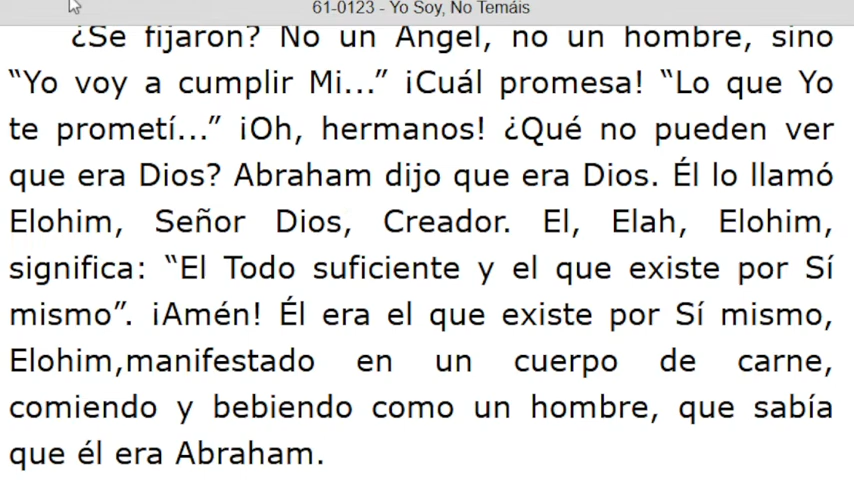 61-0123 - Yo Soy, No Temáis
¿Se fijaron? No un Ángel, no un hombre, sino
“Yo voy a cumplir Mi...” ¡Cuál promesa! “Lo que Yo
te prometí...” ¡Oh, hermanos! ¿Qué no pueden ver
que era Dios? Abraham dijo que era Dios. Él lo llamó
Elohim, Señor Dios, Creador. El, Elah, Elohim,
significa: “El Todo suficiente y el que existe por Sí
mismo”. ¡Amén! Él era el que existe por Sí mismo,
Elohim,manifestado en un cuerpo de carne,
comiendo y bebiendo como un hombre, que sabía
que él era Abraham.